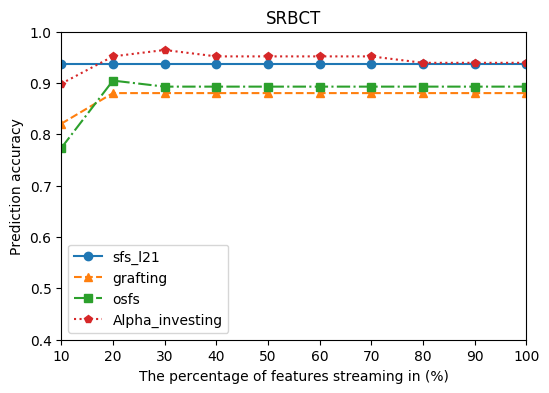 SRBCT
Prediction accuracy
1.0
0.9
0.8
0.7
0.6
0.5
0.4
sfs_l21
grafting
osfs
Alpha_investing
10 20 30 40 50 60 70 80 90 100
The percentage of features streaming in (%)